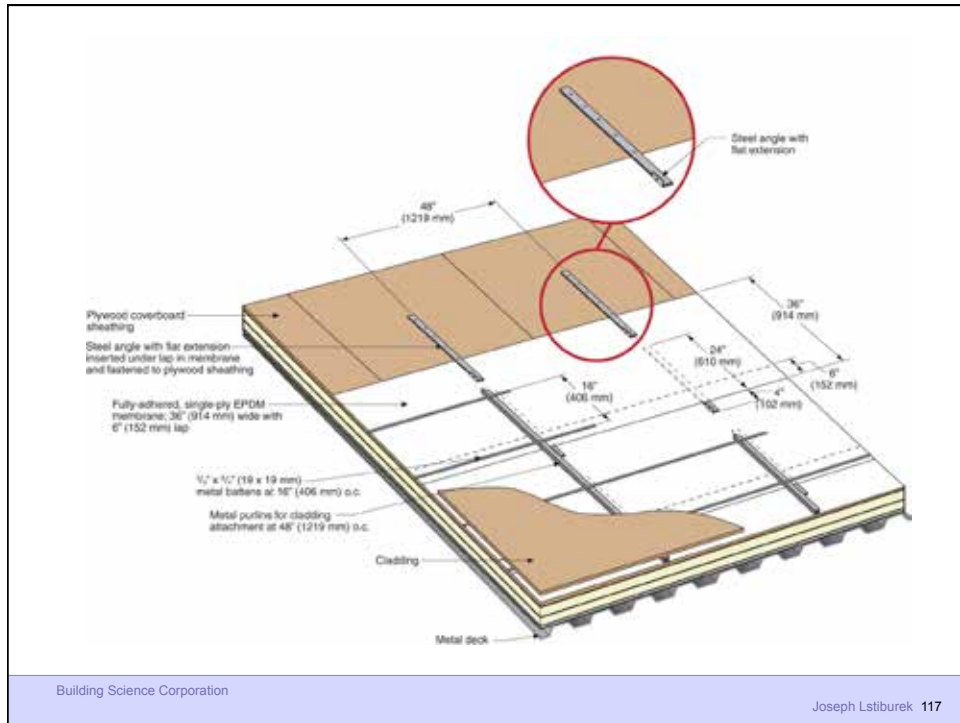 Steel angle with
flat extension
48"
(1219 mm)
36"
(914 mm)
Plywood coverboard
sheathing
24"
(610 mm)
Steel angle with flat extension
inserted under lap in membrane
and fastened to plywood sheathing
6"
(152 mm)
16"
(406 mm)
4"
(102 mm)
Fully-adhered, single-ply EPDM
membrane; 36" (914 mm) wide with
6" (152 mm) lap
¾" x ¾" (19 x 19 mm)
metal battens at 16" (406 mm) o.c.
Metal purlins for cladding
attachment at 48" (1219 mm) o.c.
Cladding
Metal deck
Building Science Corporation
Joseph Lstiburek 117